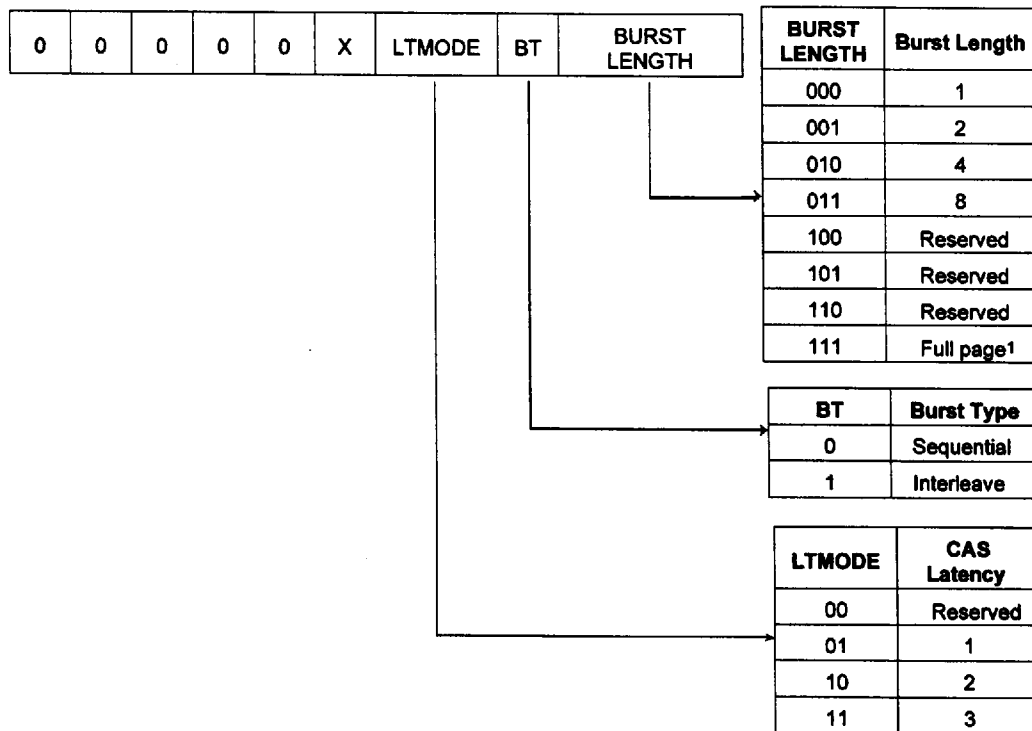 0 0 0 0 0 X LTMODE BT BURST LENGTH
BURST LENGTH Burst Length
000 1
001 2
010 4
011 8
100 Reserved
101 Reserved
110 Reserved
111 Full page1
BT Burst Type
0 Sequential
1 Interleave
LTMODE CAS Latency
00 Reserved
01 1
10 2
11 3